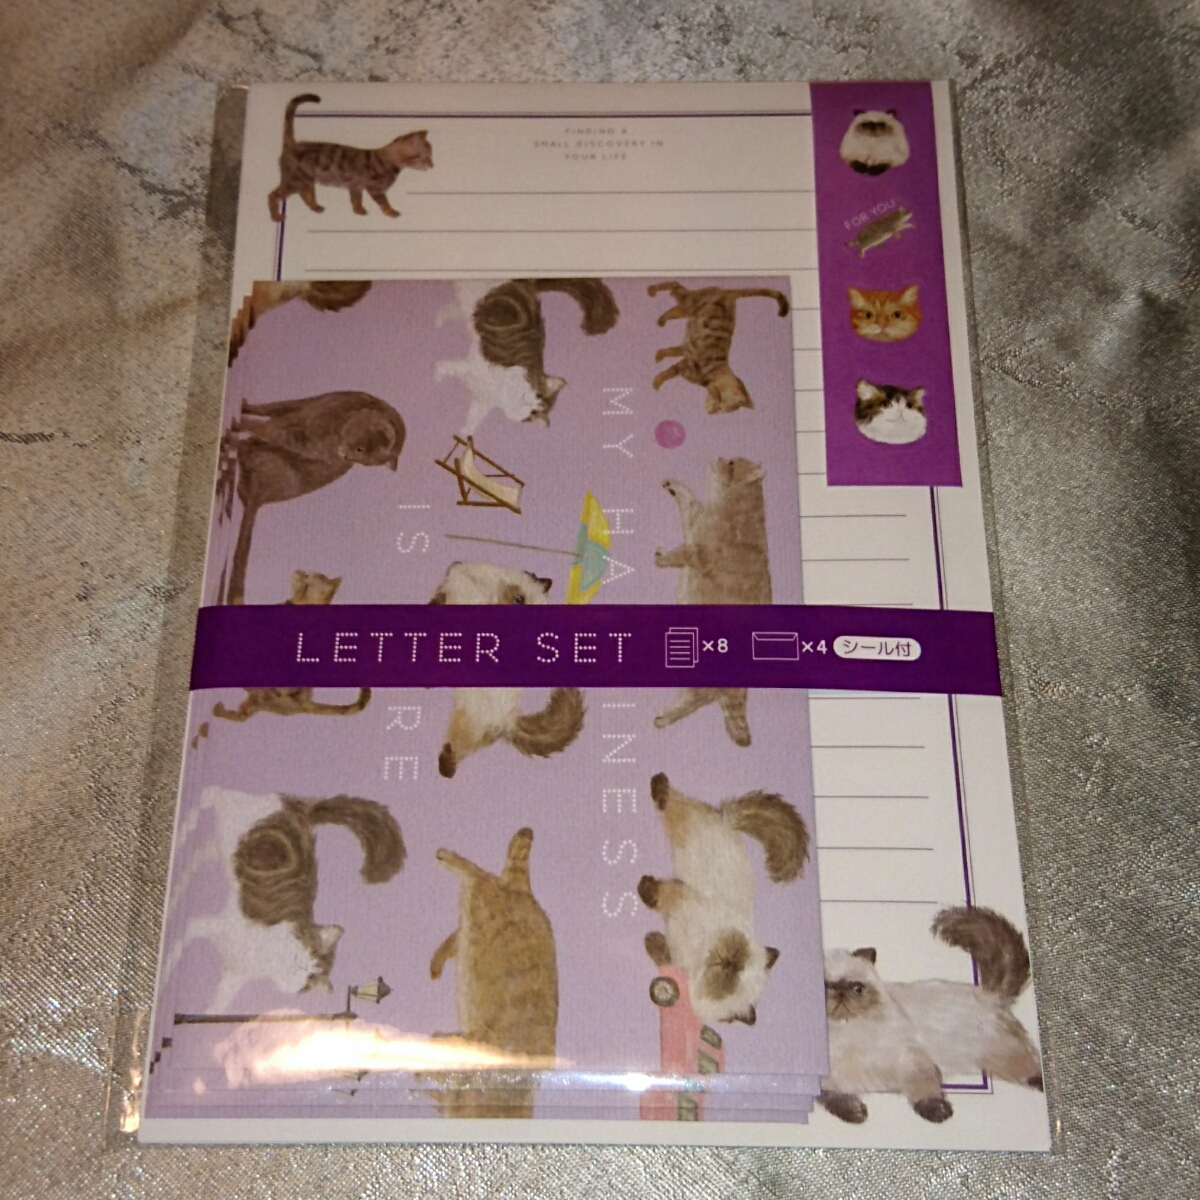 FINDING A
SMALL DISCOVERY IN
YOUR LIFE
FOR YOU
MY HA
INESS
IS
RE
LETTER SET ×8 ×4 シール付